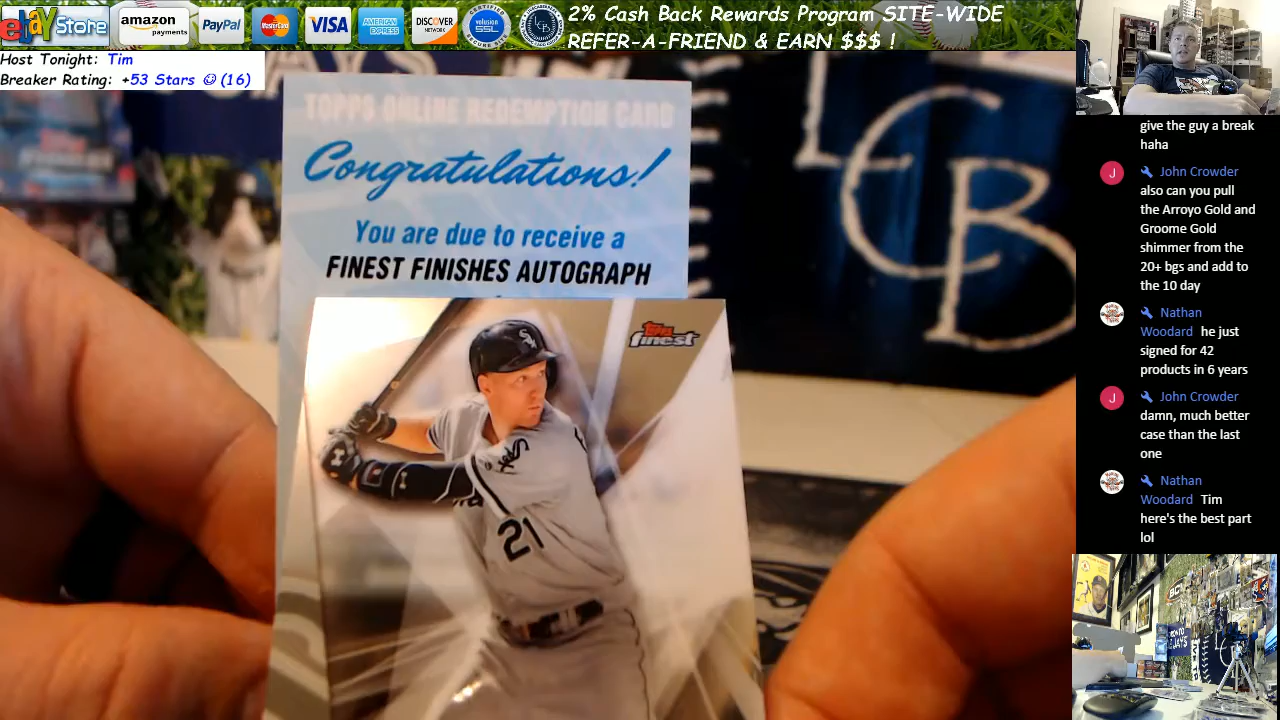 ebay Store
amazon
payments
PayPal
MasterCard
VISA
AMERICAN
EXPRESS
DISCOVER
NETWORK
SSL
LCB
2% Cash Back Rewards Program SITE-WIDE
REFER-A-FRIEND & EARN $$$ !
Host Tonight: Tim
Breaker Rating: +53 Stars ☺ (16)
TOPPS ONLINE REDEMPTION CARD
Congratulations!
You are due to receive a
FINEST FINISHES AUTOGRAPH
Topps
finest
Sox
21
LCB
give the guy a break
haha
J
John Crowder
also can you pull
the Arroyo Gold and
Groome Gold
shimmer from the
20+ bgs and add to
the 10 day
Nathan
Woodard he just
signed for 42
products in 6 years
J
John Crowder
damn, much better
case than the last
one
Nathan
Woodard Tim
here's the best part
lol